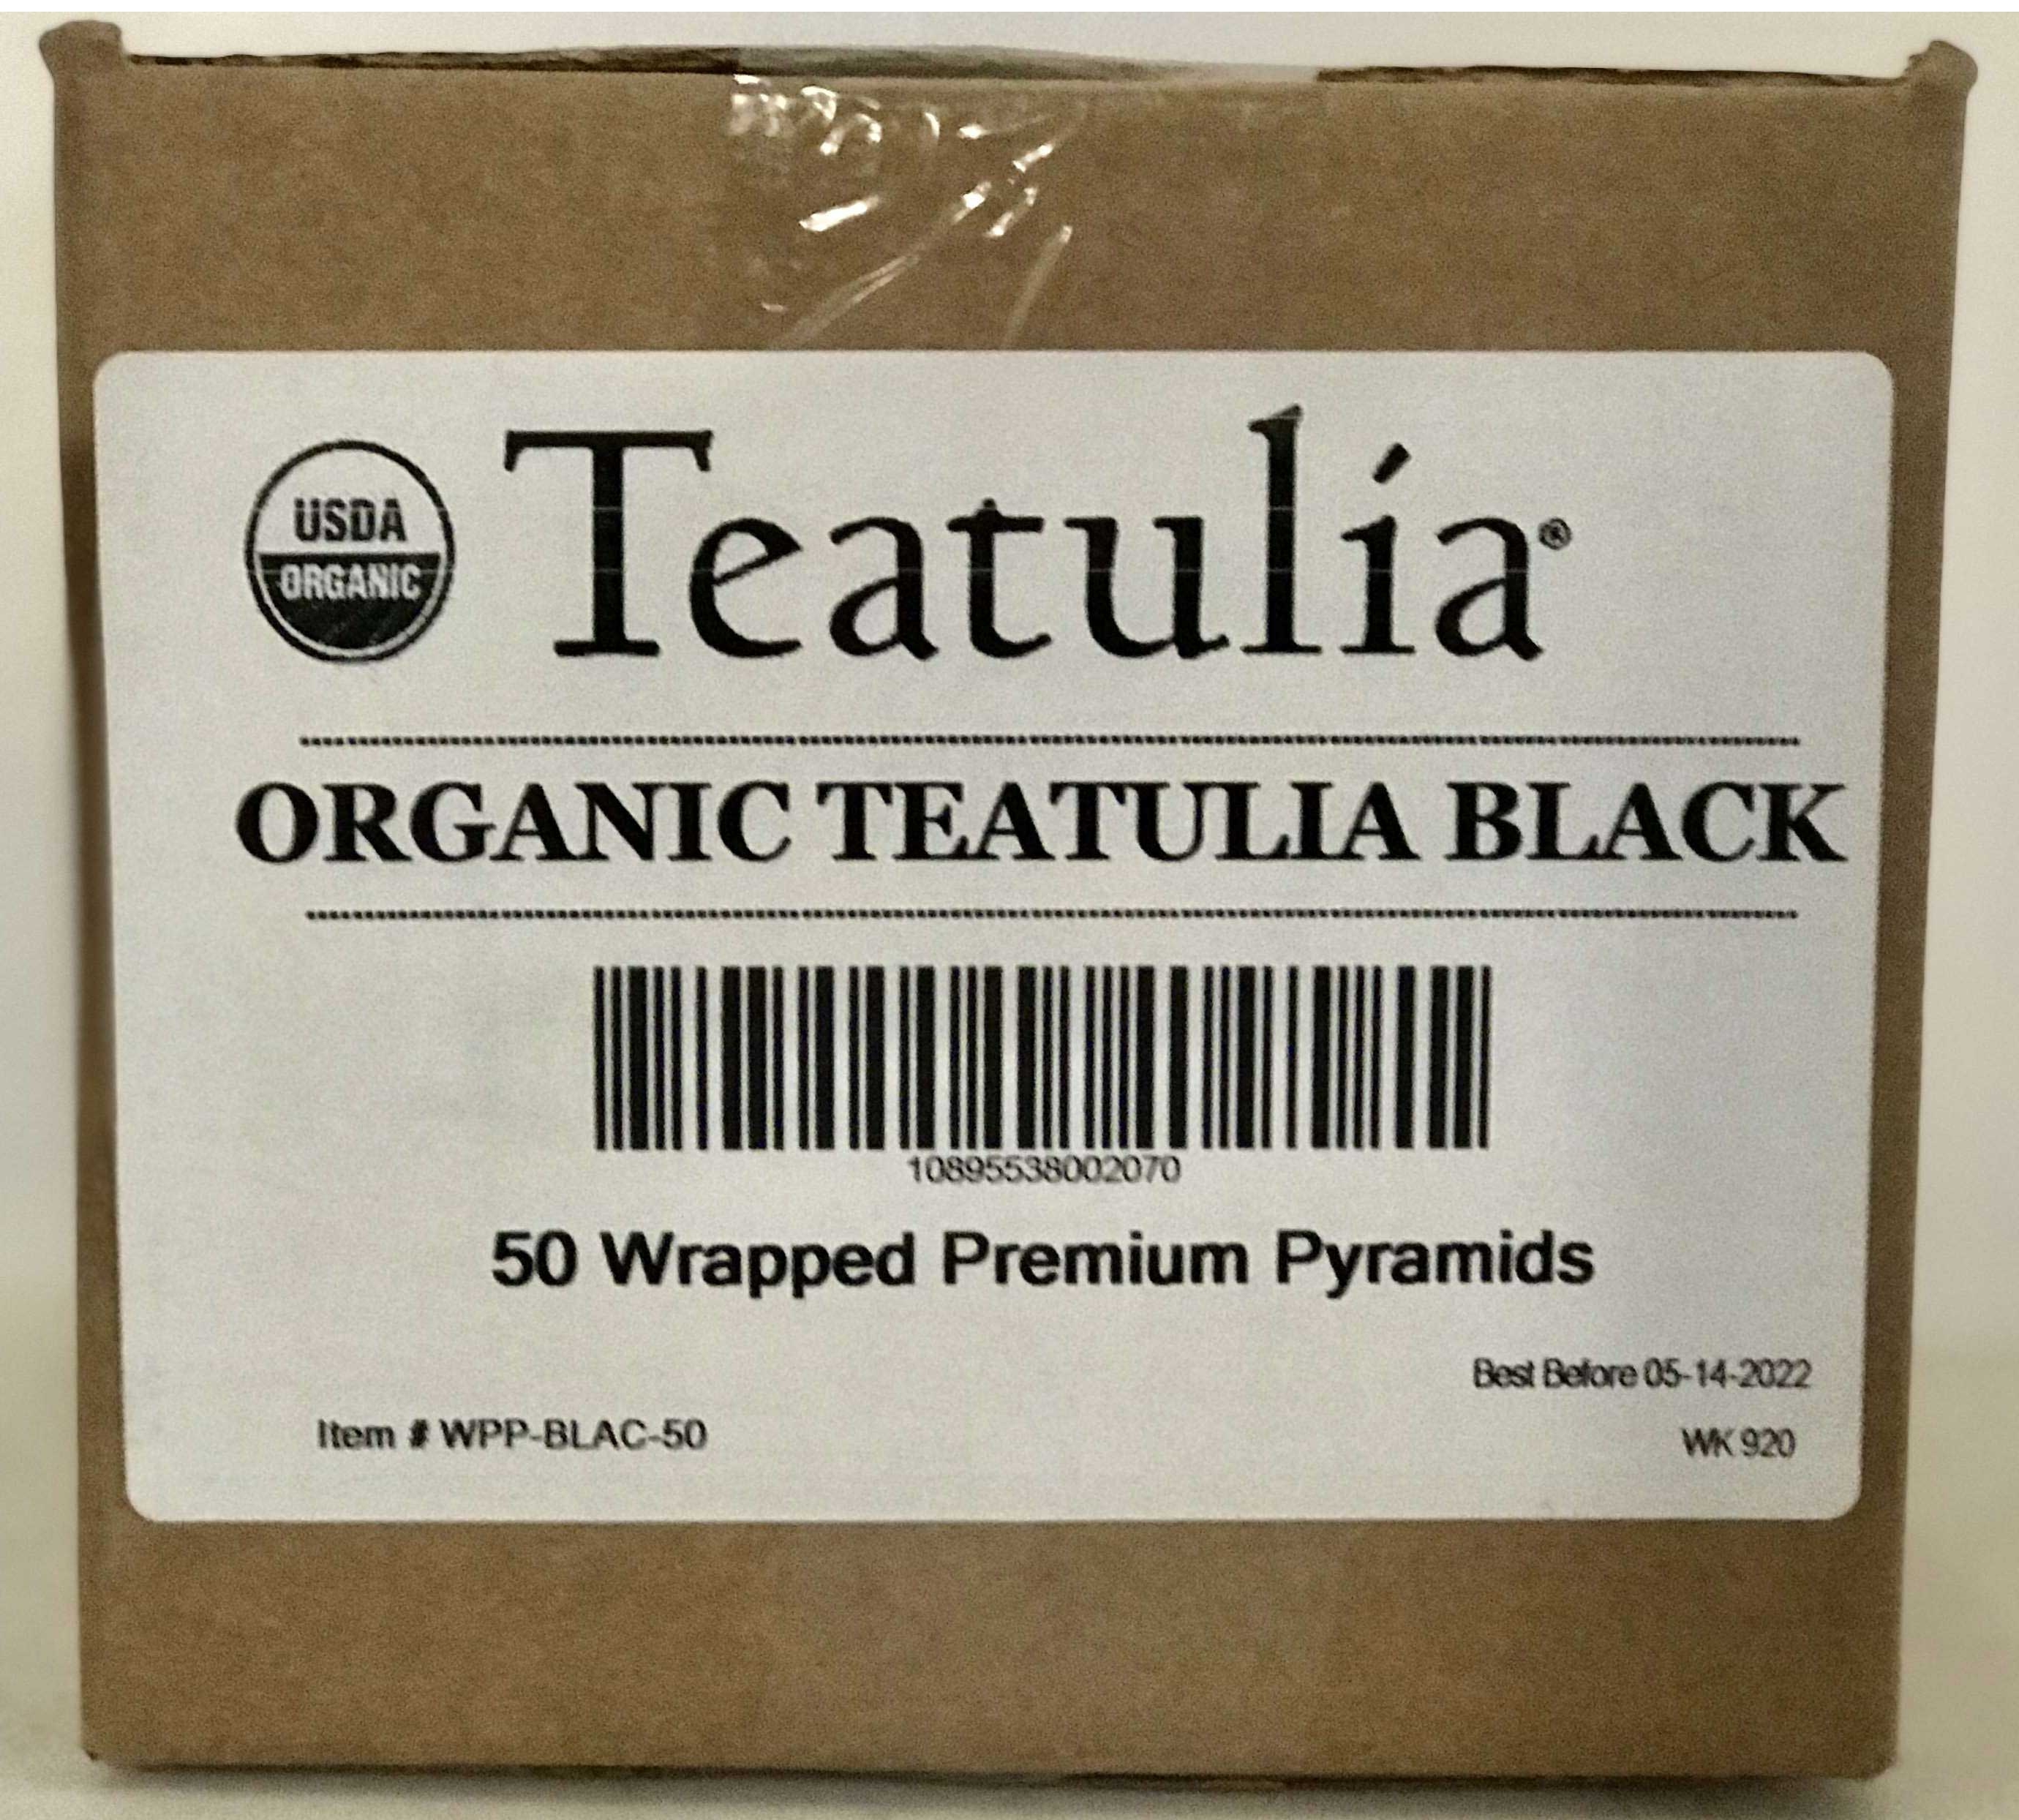 USDA
ORGANIC
Teatulía®
ORGANIC TEATULIA BLACK
10895538002070
50 Wrapped Premium Pyramids
Best Before 05-14-2022
Item # WPP-BLAC-50
WK 920